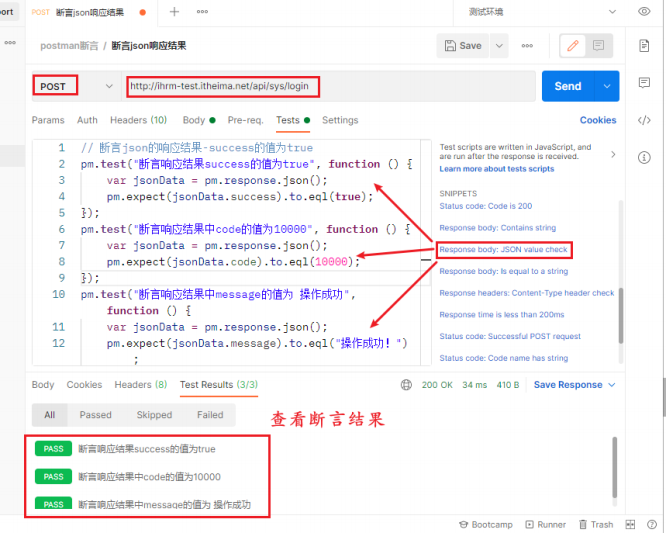 ort
POST 断言json响应结果
测试环境
postman断言 / 断言json响应结果
Save
POST
http://ihrm-test.itheima.net/api/sys/login
Send
Params Auth Headers (10) Body Pre-req. Tests Settings
Cookies
1 // 断言json的响应结果-success的值为true
2 pm.test("断言响应结果success的值为true", function () {
3 var jsonData = pm.response.json();
4 pm.expect(jsonData.success).to.eql(true);
5 });
6 pm.test("断言响应结果中code的值为10000", function () {
7 var jsonData = pm.response.json();
8 pm.expect(jsonData.code).to.eql(10000);
9 });
10 pm.test("断言响应结果中message的值为 操作成功",
function () {
11 var jsonData = pm.response.json();
12 pm.expect(jsonData.message).to.eql("操作成功！")
;
Test scripts are written in JavaScript, and
are run after the response is received.
Learn more about tests scripts
SNIPPETS
Status code: Code is 200
Response body: Contains string
Response body: JSON value check
Response body: Is equal to a string
Response headers: Content-Type header check
Response time is less than 200ms
Status code: Successful POST request
Status code: Code name has string
Body Cookies Headers (8) Test Results (3/3)
200 OK 34 ms 410 B Save Response
All Passed Skipped Failed
查看断言结果
PASS 断言响应结果success的值为true
PASS 断言响应结果中code的值为10000
PASS 断言响应结果中message的值为 操作成功
Bootcamp Runner Trash